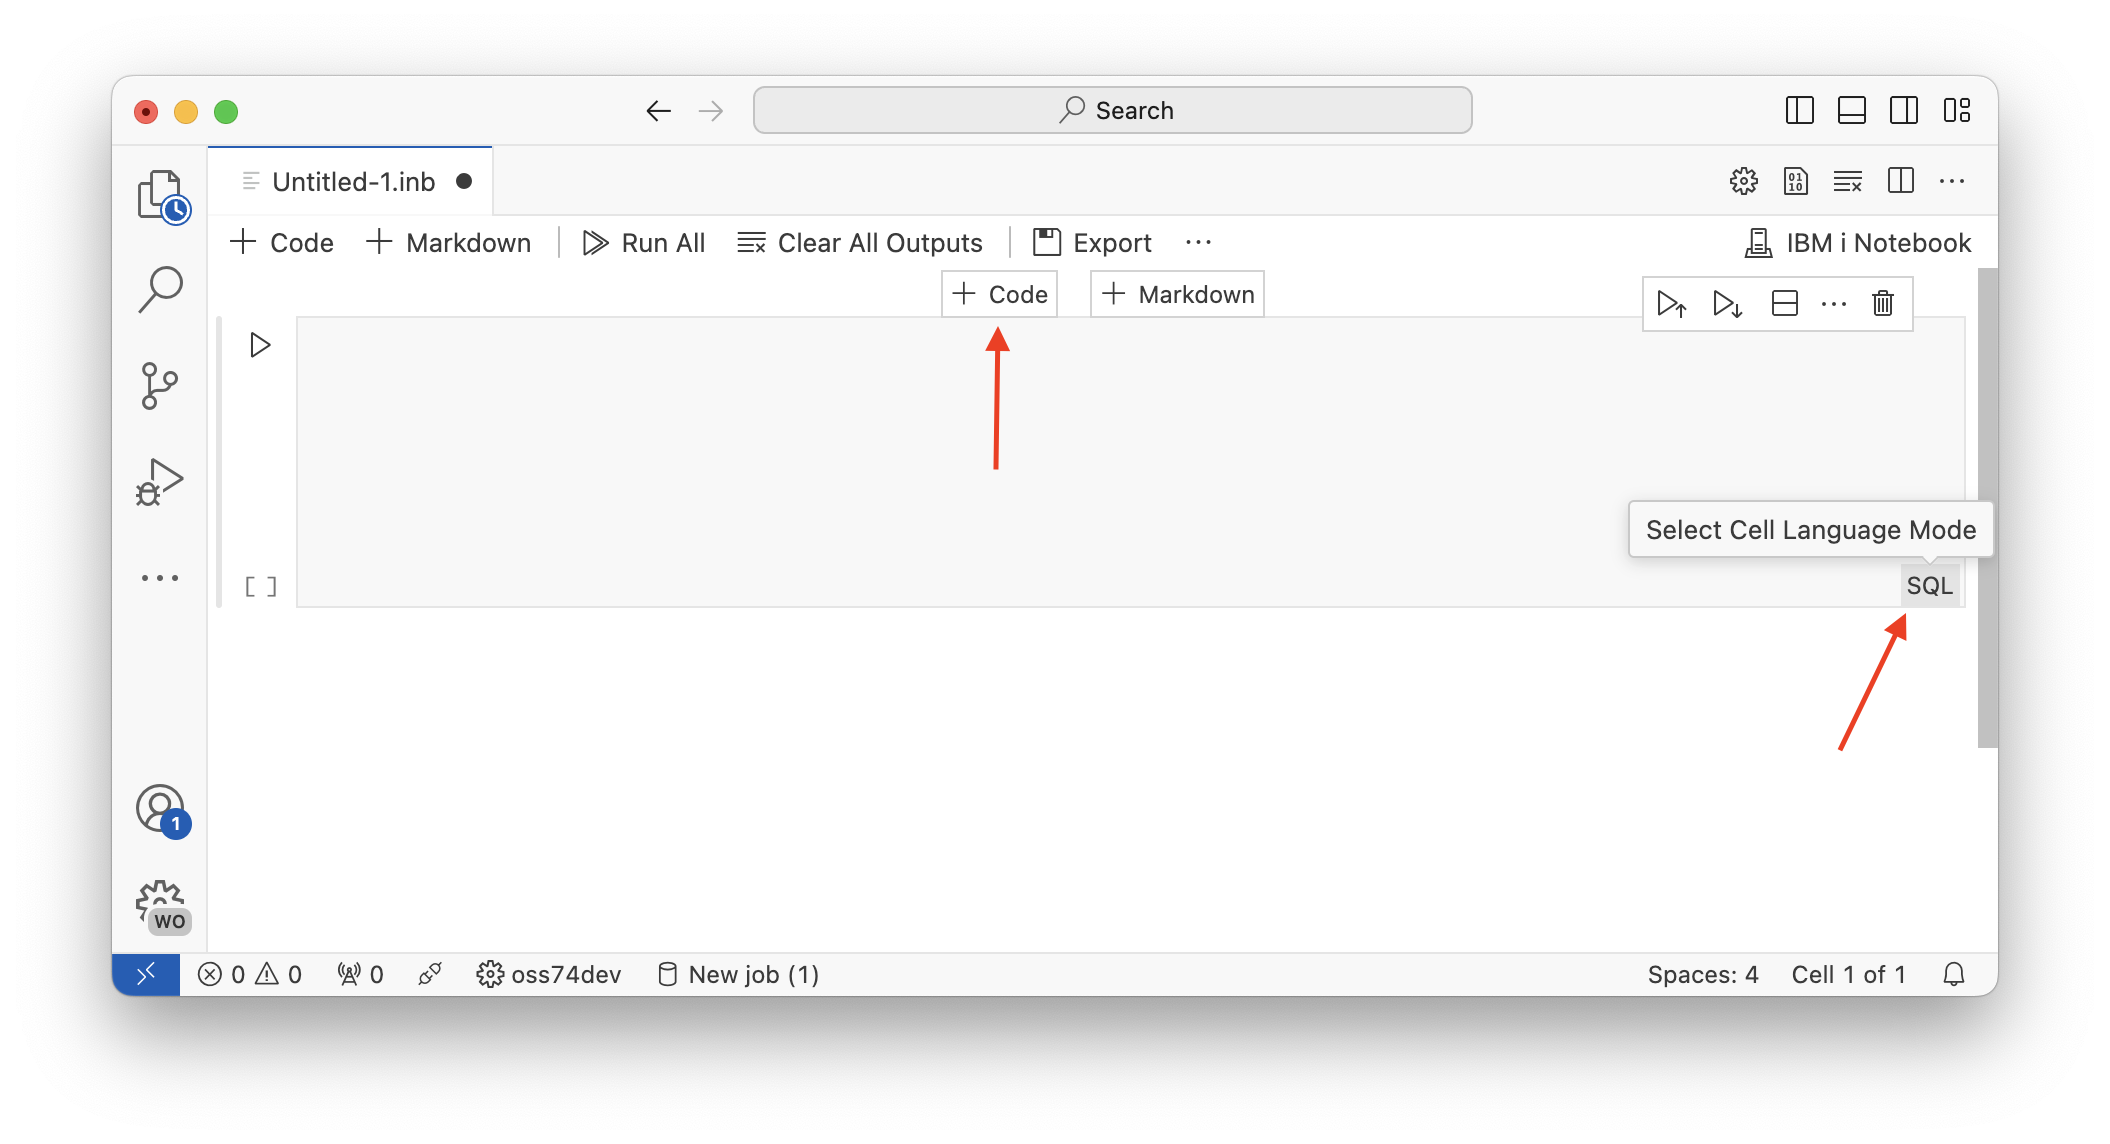 Search
Untitled-1.inb
Code Markdown Run All Clear All Outputs Export IBM i Notebook
Code Markdown
[ ]
Select Cell Language Mode
SQL
1
WO
0 0 0 oss74dev New job (1) Spaces: 4 Cell 1 of 1